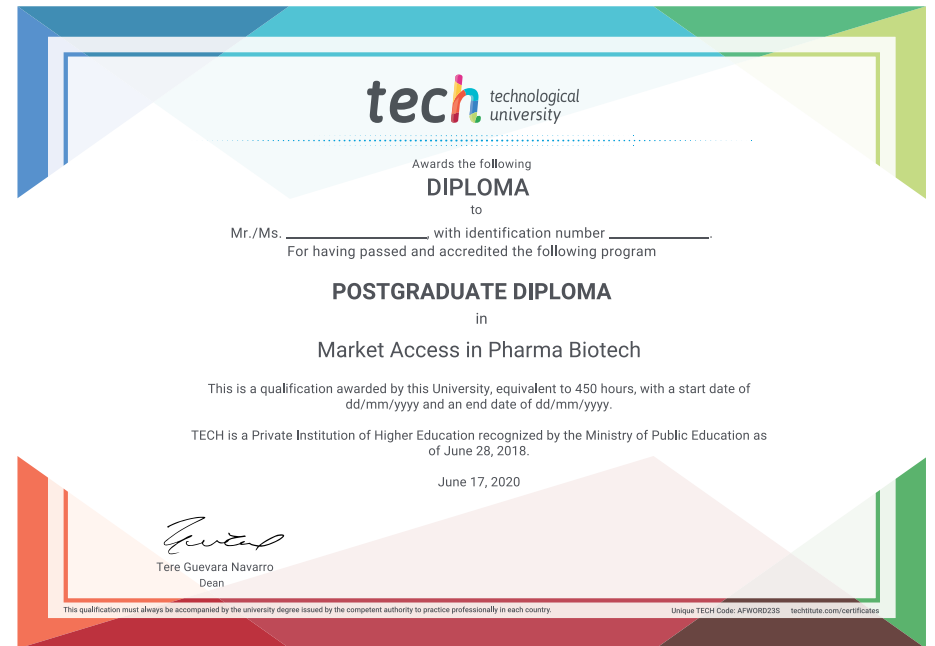 tech technological
university
Awards the following
DIPLOMA
to
Mr./Ms. ____________, with identification number ____________.
For having passed and accredited the following program
POSTGRADUATE DIPLOMA
in
Market Access in Pharma Biotech
This is a qualification awarded by this University, equivalent to 450 hours, with a start date of
dd/mm/yyyy and an end date of dd/mm/yyyy.
TECH is a Private Institution of Higher Education recognized by the Ministry of Public Education as
of June 28, 2018.
June 17, 2020
Tere Guevara Navarro
Dean
This qualification must always be accompanied by the university degree issued by the competent authority to practice professionally in each country.
Unique TECH Code: AFWORD23S techtitute.com/certificates